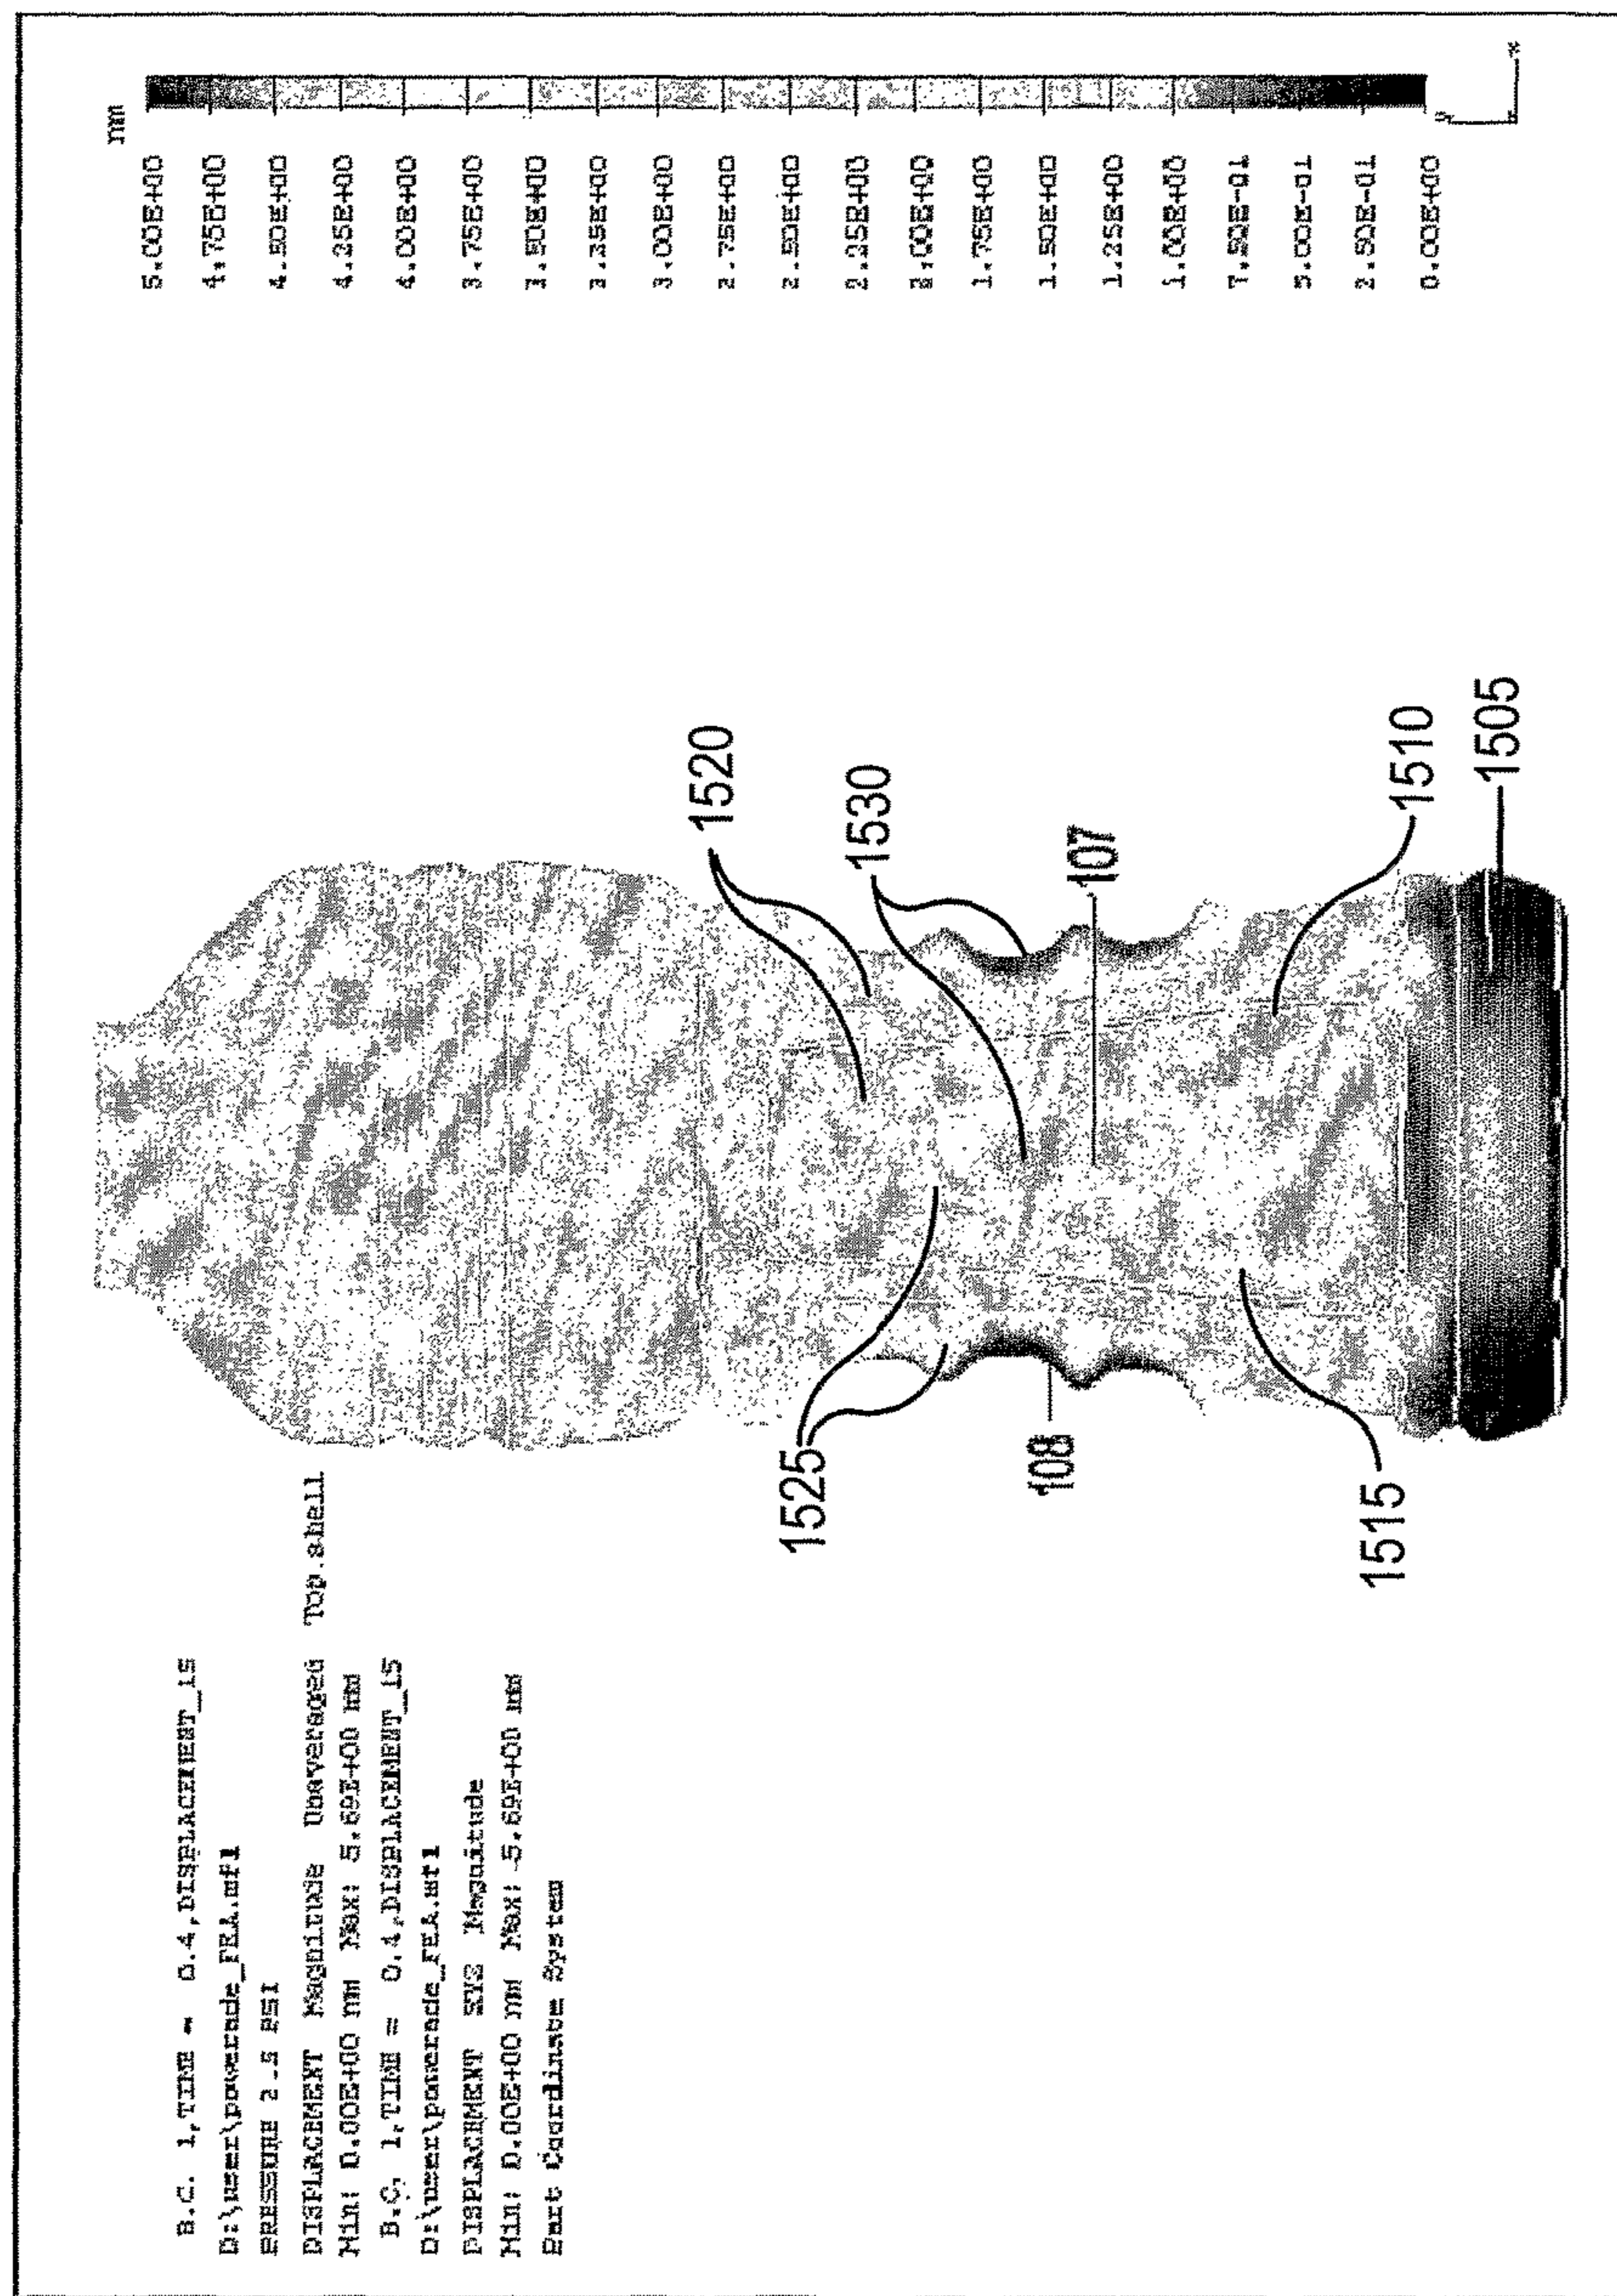 B.C. 1,TIME = 0.4,DISPLACEMENT_15
D:\user\powerade_FEA.mf1
PRESSURE 2.5 PSI
DISPLACEMENT Magnitude Unaveraged Top shell
Min: 0.00E+00 mm Max: 5.69E+00 mm
B.C. 1,TIME = 0.4,DISPLACEMENT_15
D:\user\powerade_FEA.mf1
DISPLACEMENT XYZ Magnitude
Min: 0.00E+00 mm Max: 5.69E+00 mm
Part Coordinate System
1520
1530
107
1510
1505
1525
108
1515
mm
5.00E+00
4.75E+00
4.50E+00
4.25E+00
4.00E+00
3.75E+00
3.50E+00
3.25E+00
3.00E+00
2.75E+00
2.50E+00
2.25E+00
2.00E+00
1.75E+00
1.50E+00
1.25E+00
1.00E+00
7.50E-01
5.00E-01
2.50E-01
0.00E+00